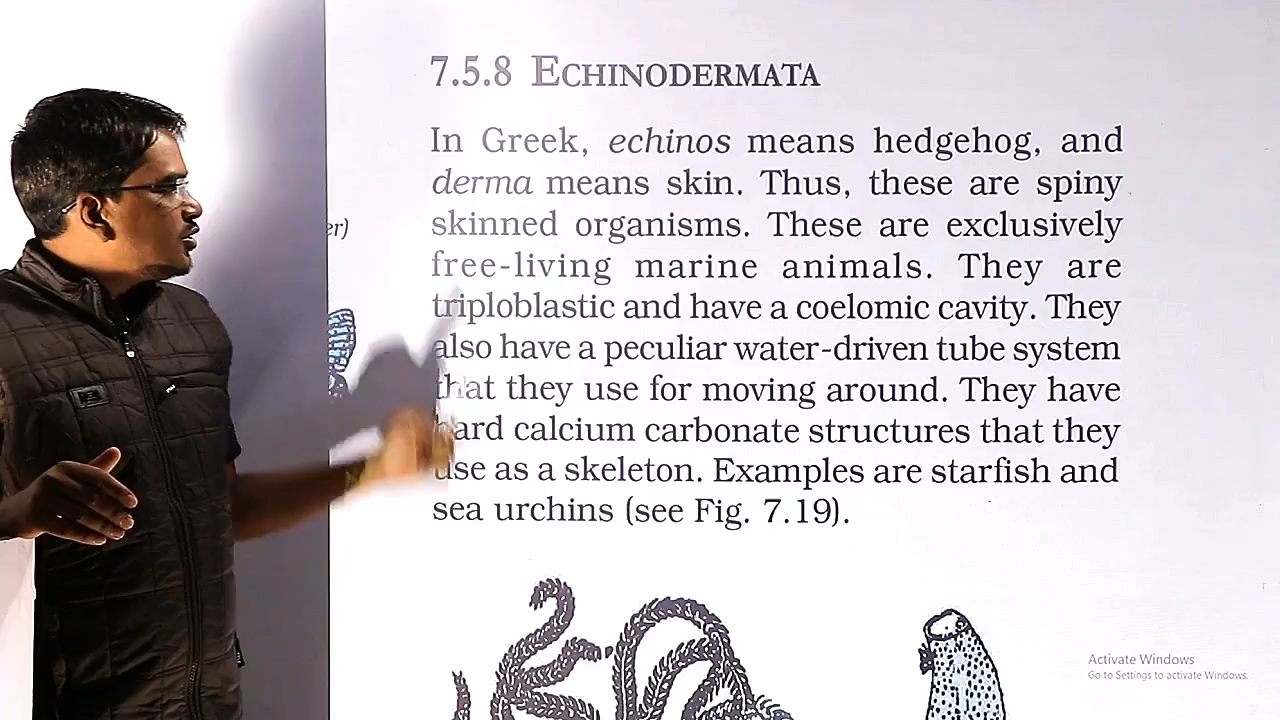 7.5.8 ECHINODERMATA
In Greek, echinos means hedgehog, and
derma means skin. Thus, these are spiny
skinned organisms. These are exclusively
free-living marine animals. They are
triploblastic and have a coelomic cavity. They
also have a peculiar water-driven tube system
that they use for moving around. They have
hard calcium carbonate structures that they
use as a skeleton. Examples are starfish and
sea urchins (see Fig. 7.19).
er)
Activate Windows
Go to Settings to activate Windows.